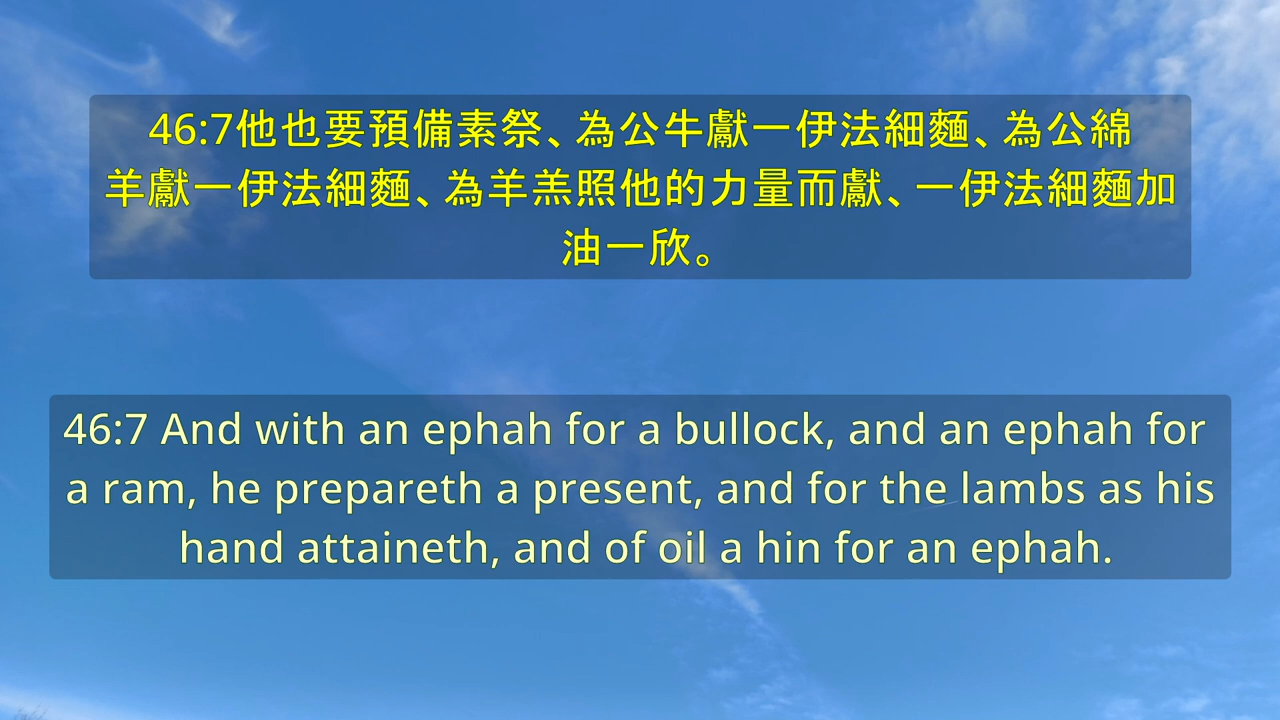 46:7他也要預備素祭、為公牛獻一伊法細麵、為公綿
羊獻一伊法細麵、為羊羔照他的力量而獻、一伊法細麵加
油一欣。
46:7 And with an ephah for a bullock, and an ephah for
a ram, he prepareth a present, and for the lambs as his
hand attaineth, and of oil a hin for an ephah.